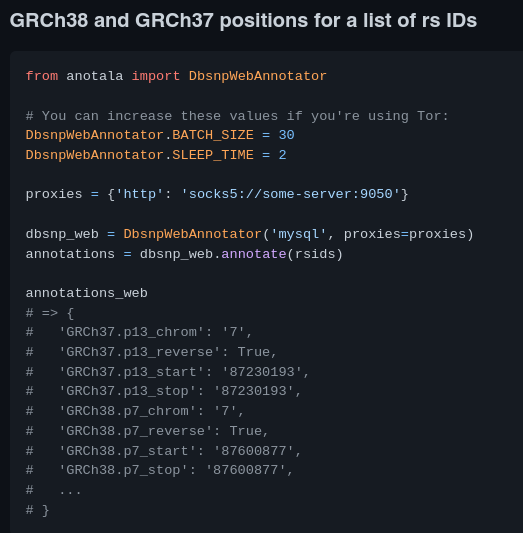 GRCh38 and GRCh37 positions for a list of rs IDs
from anotala import DbsnpWebAnnotator
# You can increase these values if you're using Tor:
DbsnpWebAnnotator.BATCH_SIZE = 30
DbsnpWebAnnotator.SLEEP_TIME = 2
proxies = {'http': 'socks5://some-server:9050'}
dbsnp_web = DbsnpWebAnnotator('mysql', proxies=proxies)
annotations = dbsnp_web.annotate(rsids)
annotations_web
# => {
#   'GRCh37.p13_chrom': '7',
#   'GRCh37.p13_reverse': True,
#   'GRCh37.p13_start': '87230193',
#   'GRCh37.p13_stop': '87230193',
#   'GRCh38.p7_chrom': '7',
#   'GRCh38.p7_reverse': True,
#   'GRCh38.p7_start': '87600877',
#   'GRCh38.p7_stop': '87600877',
#   ...
# }